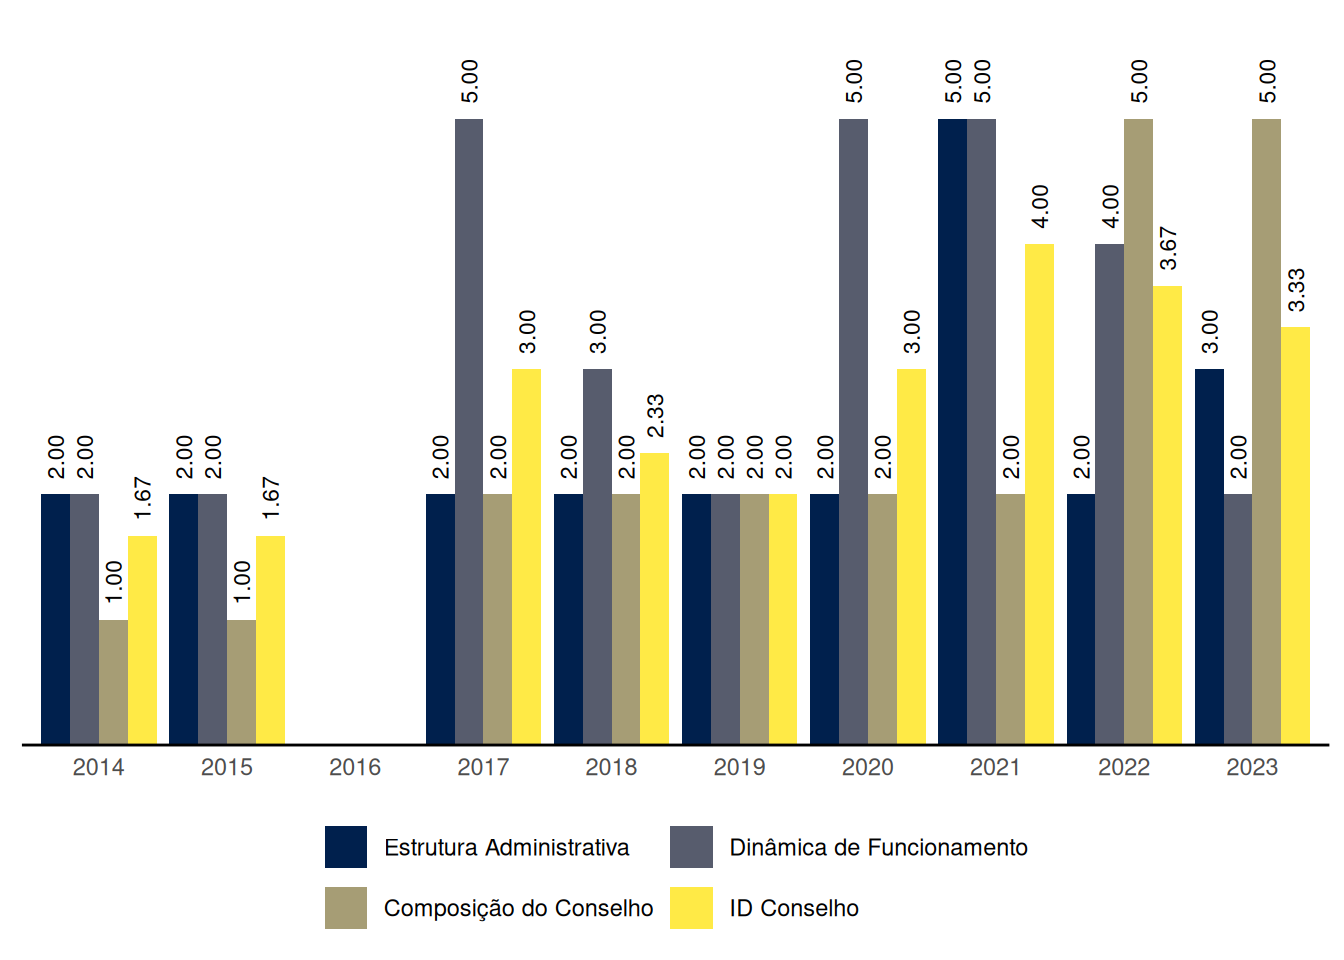 2.00 2.00 1.00 1.67
2.00 2.00 1.00 1.67
2.00 5.00 2.00 3.00
2.00 3.00 2.00 2.33
2.00 2.00 2.00 2.00
2.00 5.00 2.00 3.00
5.00 5.00 2.00 4.00
2.00 4.00 5.00 3.67
3.00 2.00 5.00 3.33
2014 2015 2016 2017 2018 2019 2020 2021 2022 2023
Estrutura Administrativa Dinâmica de Funcionamento
Composição do Conselho ID Conselho